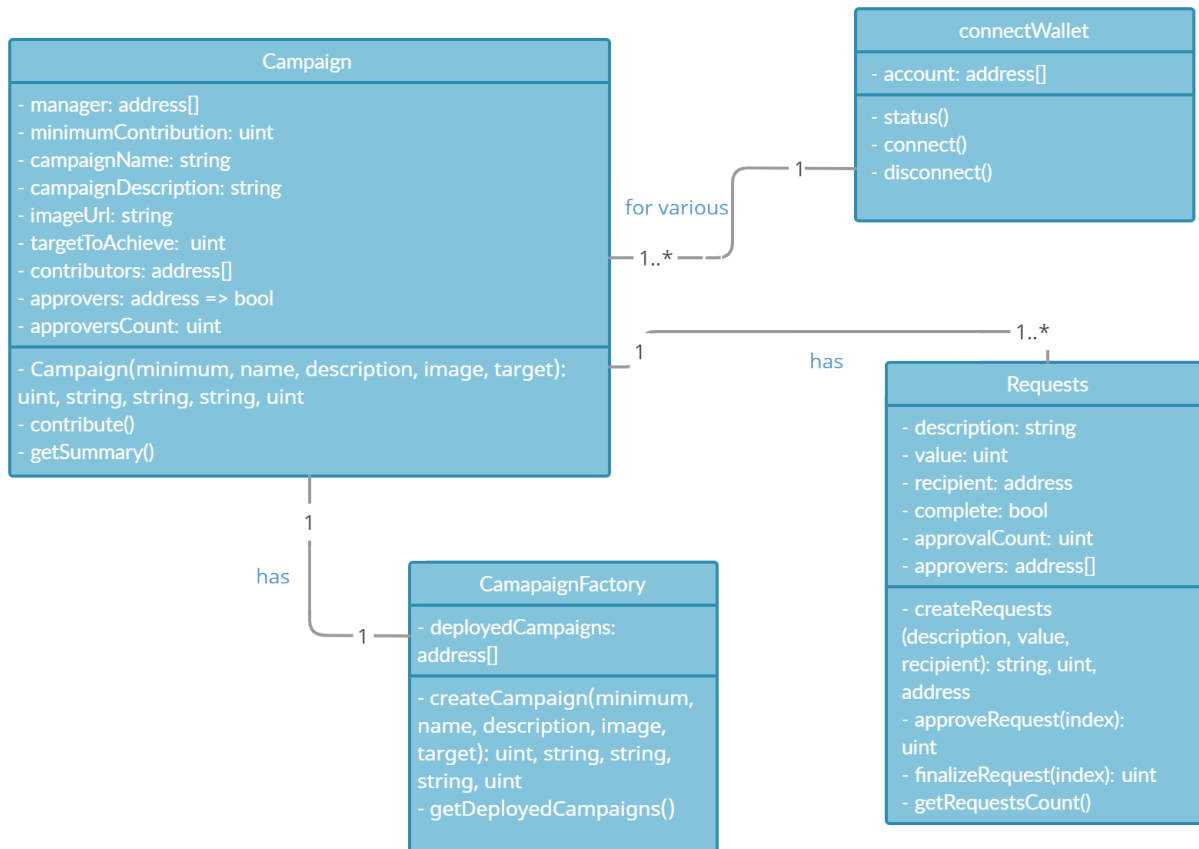 Campaign
- manager: address[]
- minimumContribution: uint
- campaignName: string
- campaignDescription: string
- imageUrl: string
- targetToAchieve:  uint
- contributors: address[]
- approvers: address => bool
- approversCount: uint
- Campaign(minimum, name, description, image, target):
uint, string, string, string, uint
- contribute()
- getSummary()
connectWallet
- account: address[]
- status()
- connect()
- disconnect()
1
for various
1..*
1
has
1..*
Requests
- description: string
- value: uint
- recipient: address
- complete: bool
- approvalCount: uint
- approvers: address[]
- createRequests
(description, value,
recipient): string, uint,
address
- approveRequest(index):
uint
- finalizeRequest(index): uint
- getRequestsCount()
1
has
1
CamapaignFactory
- deployedCampaigns:
address[]
- createCampaign(minimum,
name, description, image,
target): uint, string, string,
string, uint
- getDeployedCampaigns()